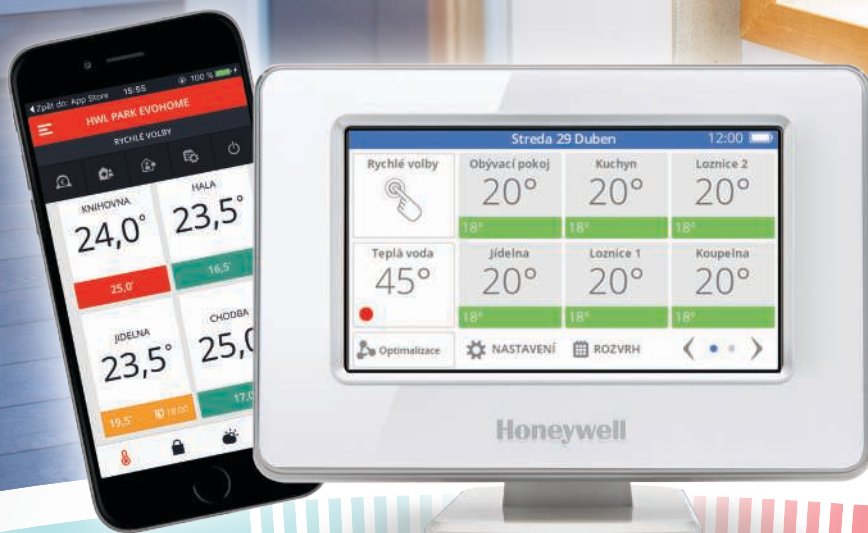 Zpět do: App Store 15:55 100 %
HWL PARK EVOHOME
RYCHLÉ VOLBY
KNIHOVNA
24,0°
25,0°
HALA
23,5°
16,5°
JIDELNA
23,5°
19,5° 18:00
CHODBA
25,0
17,0
Streda 29 Duben 12:00
Rychlé volby
Obývací pokoj
20°
18°
Kuchyn
20°
18°
Loznice 2
20°
18°
Teplá voda
45°
Jídelna
20°
18°
Loznice 1
20°
18°
Koupelna
20°
18°
Optimalizace NASTAVENÍ ROZVRH
Honeywell